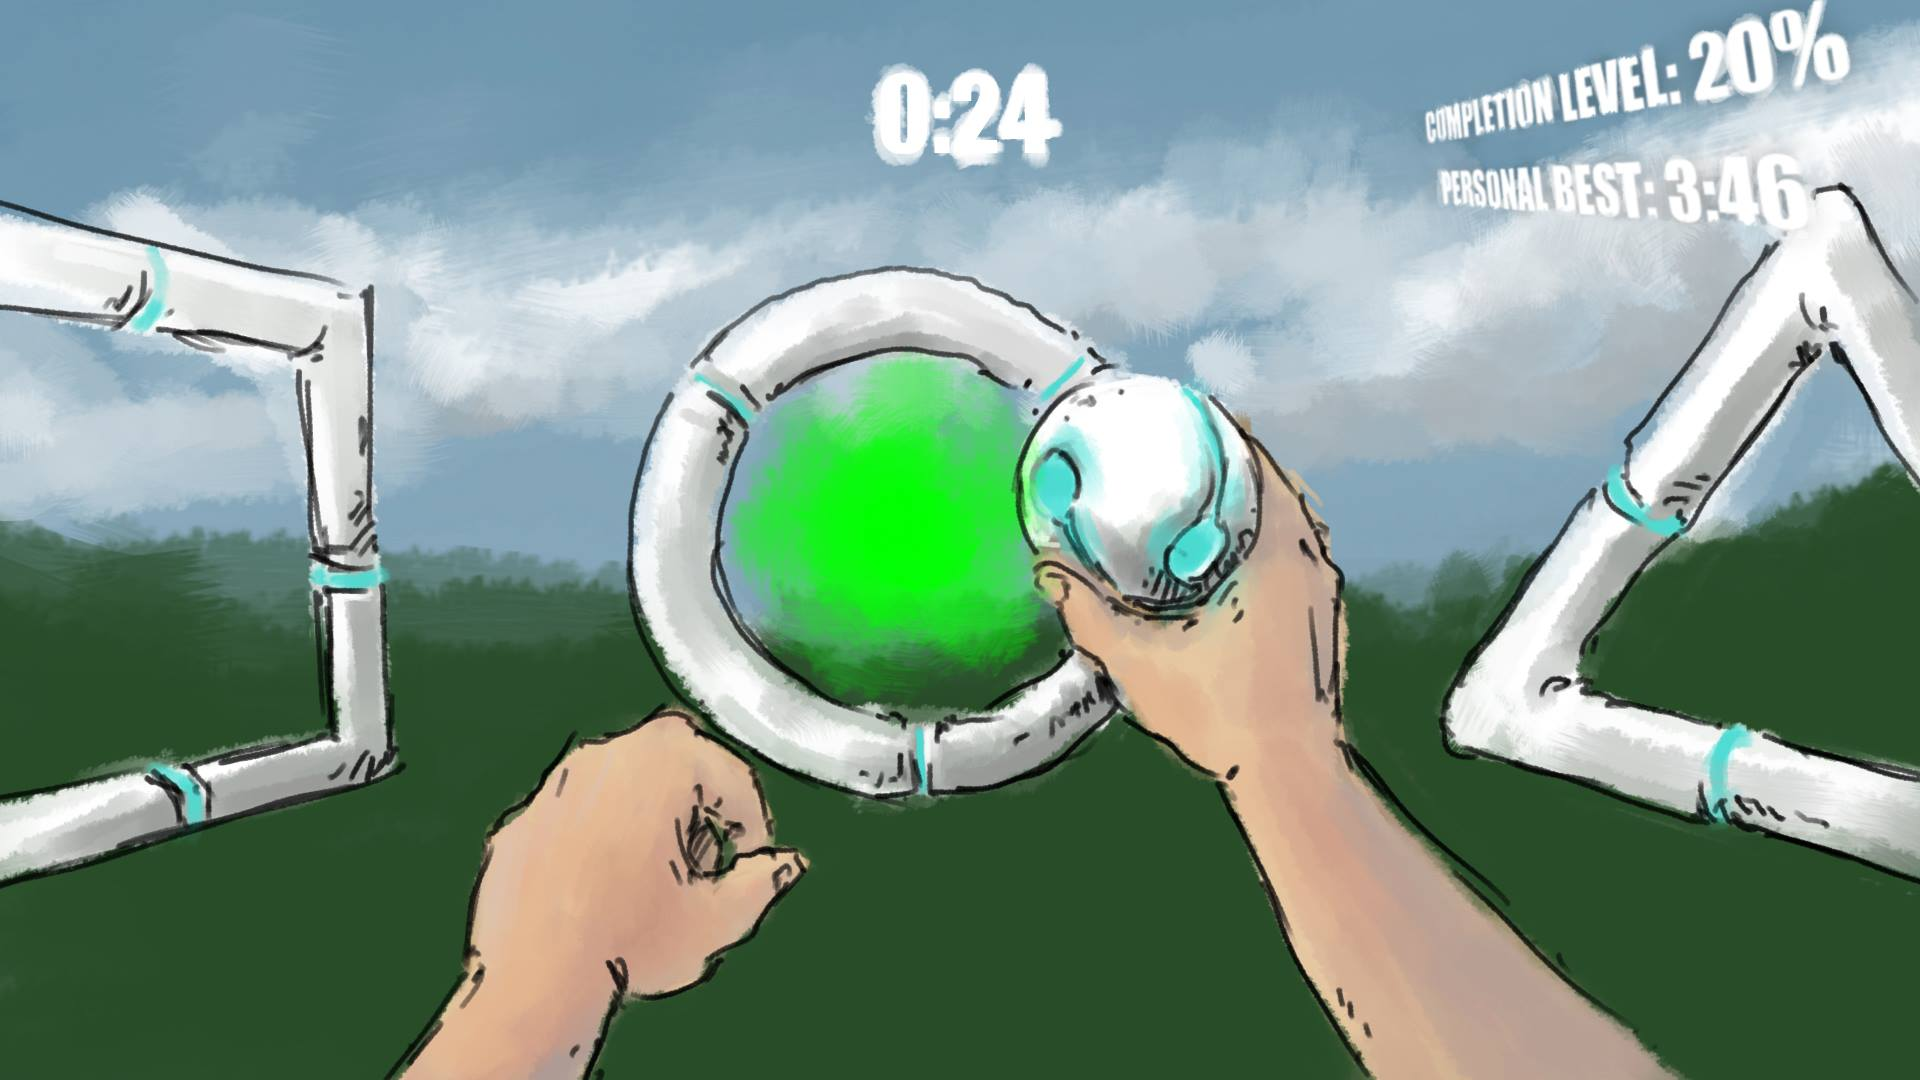 0:24
COMPLETION LEVEL: 20%
PERSONAL BEST: 3:46